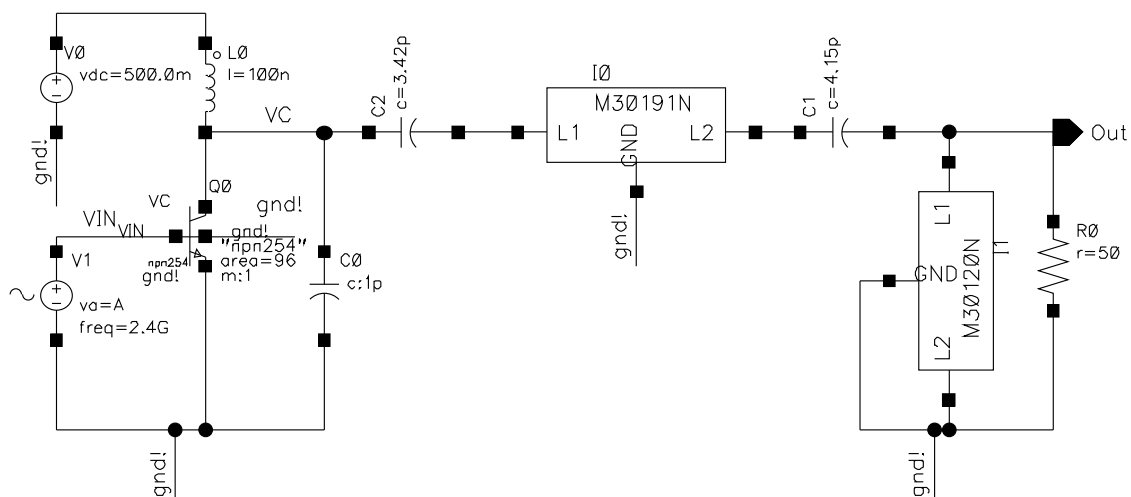 V0
vdc=500.0m
gnd!
L0
l=100n
VC
C2
c=3.42p
I0
M30191N
L1
GND
L2
gnd!
C1
c=4.15p
Out
Q0
VC
gnd!
VIN
VIN
gnd!
"npn254"
area=96
m:1
npn254
gnd!
V1
va=A
freq=2.4G
C0
c:1p
gnd!
L1
GND
M30120N
L2
I1
R0
r=50
gnd!